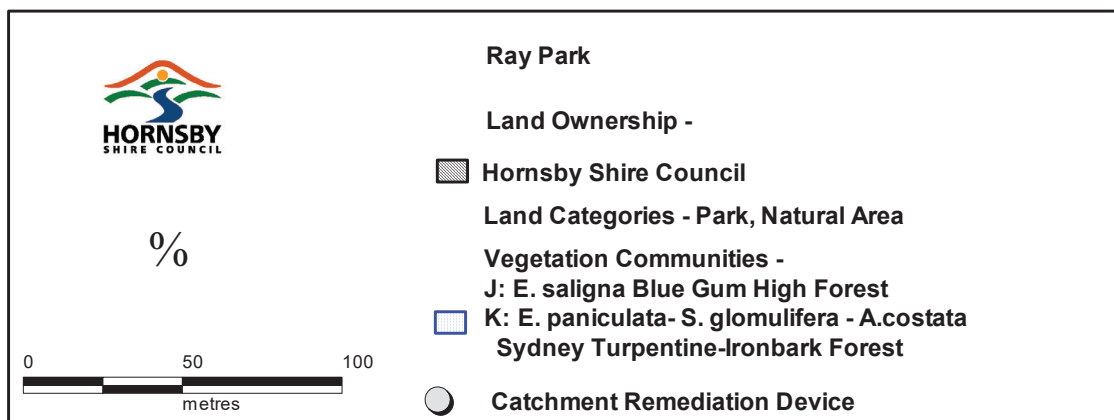 HORNSBY
SHIRE COUNCIL
%
0 50 100
metres
Ray Park
Land Ownership -
Hornsby Shire Council
Land Categories - Park, Natural Area
Vegetation Communities -
J: E. saligna Blue Gum High Forest
K: E. paniculata- S. glomulifera - A.costata
Sydney Turpentine-Ironbark Forest
Catchment Remediation Device